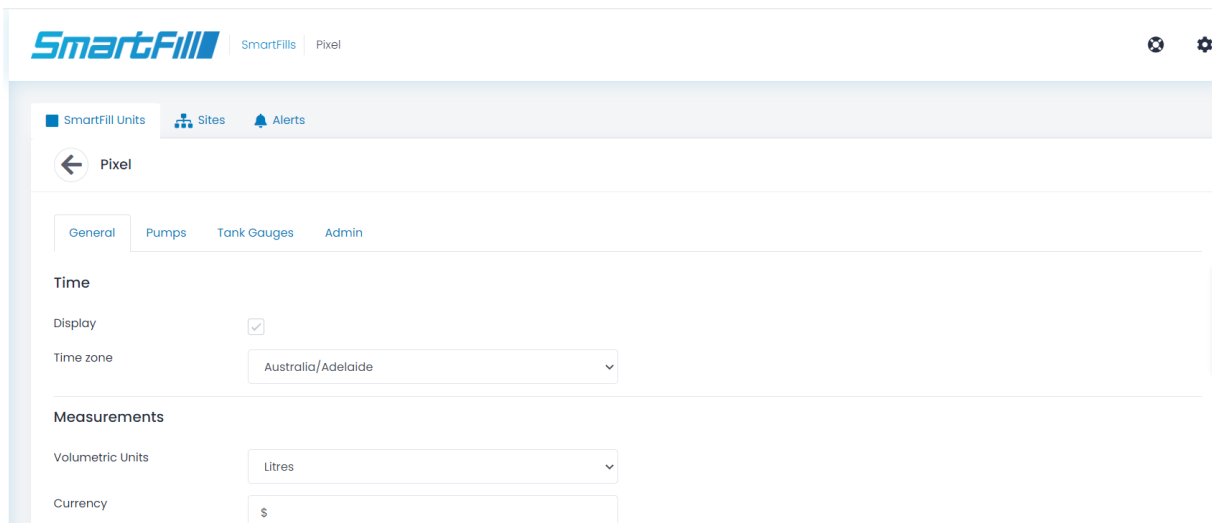 SmartFill SmartFills Pixel
SmartFill Units Sites Alerts
Pixel
General Pumps Tank Gauges Admin
Time
Display
Time zone Australia/Adelaide
Measurements
Volumetric Units Litres
Currency $